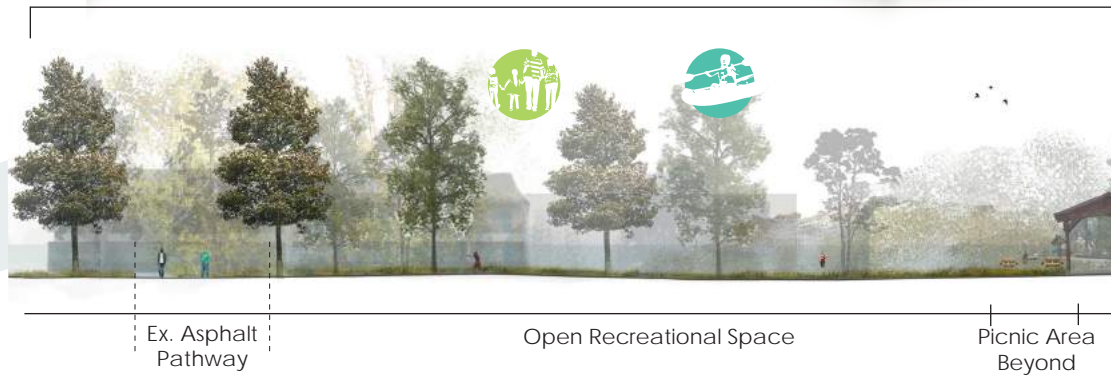 Ex. Asphalt
Pathway
Open Recreational Space
Picnic Area
Beyond